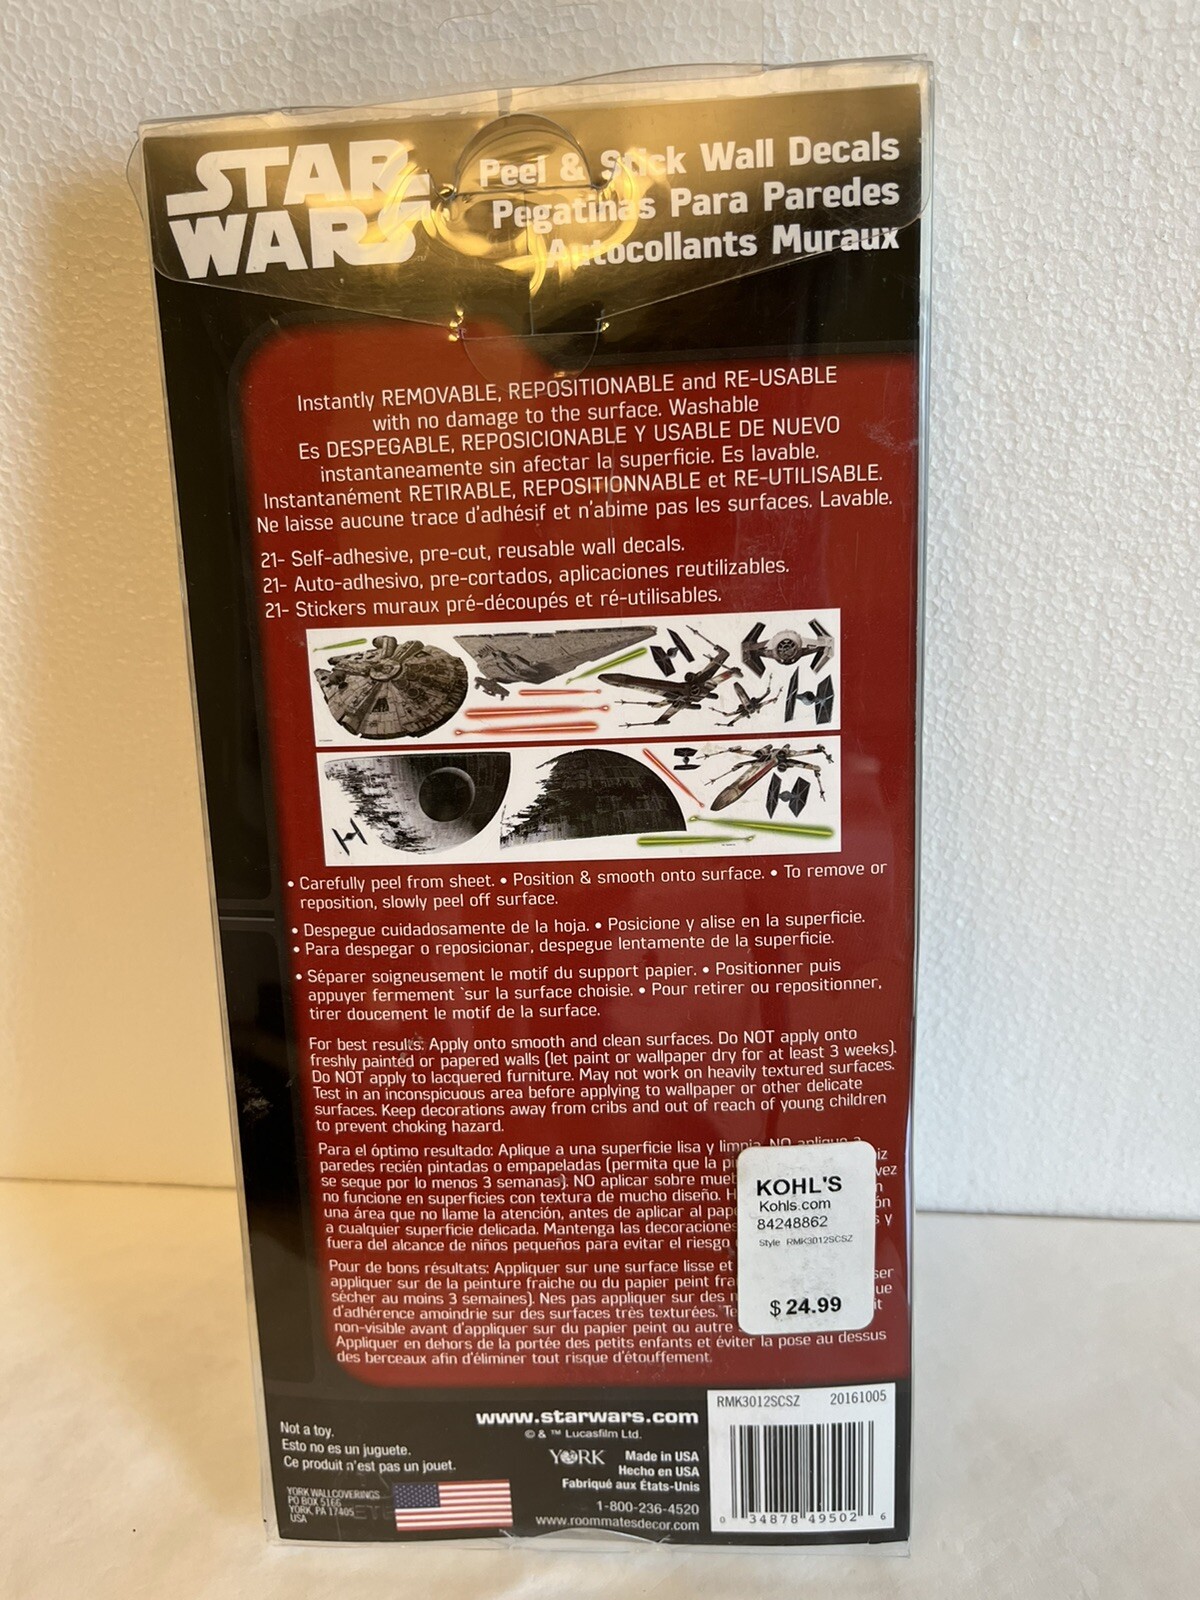 STAR
WARS
Peel & Stick Wall Decals
Pegatinas Para Paredes
Autocollants Muraux
Instantly REMOVABLE, REPOSITIONABLE and RE-USABLE
with no damage to the surface. Washable
Es DESPEGABLE, REPOSICIONABLE Y USABLE DE NUEVO
instantaneamente sin afectar la superficie. Es lavable.
Instantanément RETIRABLE, REPOSITIONNABLE et RE-UTILISABLE.
Ne laisse aucune trace d'adhésif et n'abime pas les surfaces. Lavable.
21- Self-adhesive, pre-cut, reusable wall decals.
21- Auto-adhesivo, pre-cortados, aplicaciones reutilizables.
21- Stickers muraux pré-découpés et ré-utilisables.
• Carefully peel from sheet. • Position & smooth onto surface. • To remove or
reposition, slowly peel off surface.
• Despegue cuidadosamente de la hoja. • Posicione y alise en la superficie.
• Para despegar o reposicionar, despegue lentamente de la superficie.
• Séparer soigneusement le motif du support papier. • Positionner puis
appuyer fermement `sur la surface choisie. • Pour retirer ou repositionner,
tirer doucement le motif de la surface.
For best results: Apply onto smooth and clean surfaces. Do NOT apply onto
freshly painted or papered walls (let paint or wallpaper dry for at least 3 weeks).
Do NOT apply to lacquered furniture. May not work on heavily textured surfaces.
Test in an inconspicuous area before applying to wallpaper or other delicate
surfaces. Keep decorations away from cribs and out of reach of young children
to prevent choking hazard.
Para el óptimo resultado: Aplique a una superficie lisa y limpia. NO aplique a
paredes recién pintadas o empapeladas (permita que la
se seque por lo menos 3 semanas). NO aplicar sobre vez
no funcione en superficies con textura de mucho diseño.
una área que no llame la atención, antes de aplicar al
a cualquier superficie delicada. Mantenga las decoraciones y
fuera del alcance de niños pequeños para evitar el riesgo
Pour de bons résultats: Appliquer sur une surface lisse et
appliquer sur de la peinture fraiche ou du papier peint
sécher au moins 3 semaines). Nes pas appliquer sur des
d'adhérence amoindrie sur des surfaces très texturées.
non-visible avant d'appliquer sur du papier peint ou autre
Appliquer en dehors de la portée des petits enfants et éviter la pose au dessus
des berceaux afin d'éliminer tout risque d'étouffement.
KOHL'S
Kohls.com
84248862
Style RMK3012SCSZ
$ 24.99
Not a toy.
Esto no es un juguete.
Ce produit n'est pas un jouet.
YORK WALLCOVERINGS
PO BOX 5166
YORK, PA 17405
USA
www.starwars.com
© & ™ Lucasfilm Ltd.
YORK
Made in USA
Hecho en USA
Fabriqué aux États-Unis
1-800-236-4520
www.roommatesdecor.com
RMK3012SCSZ 20161005
0 34878 49502 6